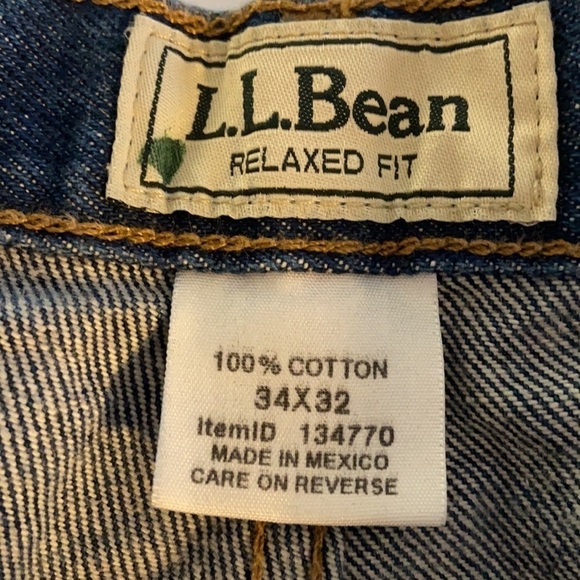 L.L.Bean
RELAXED FIT
100% COTTON
34X32
ItemID 134770
MADE IN MEXICO
CARE ON REVERSE